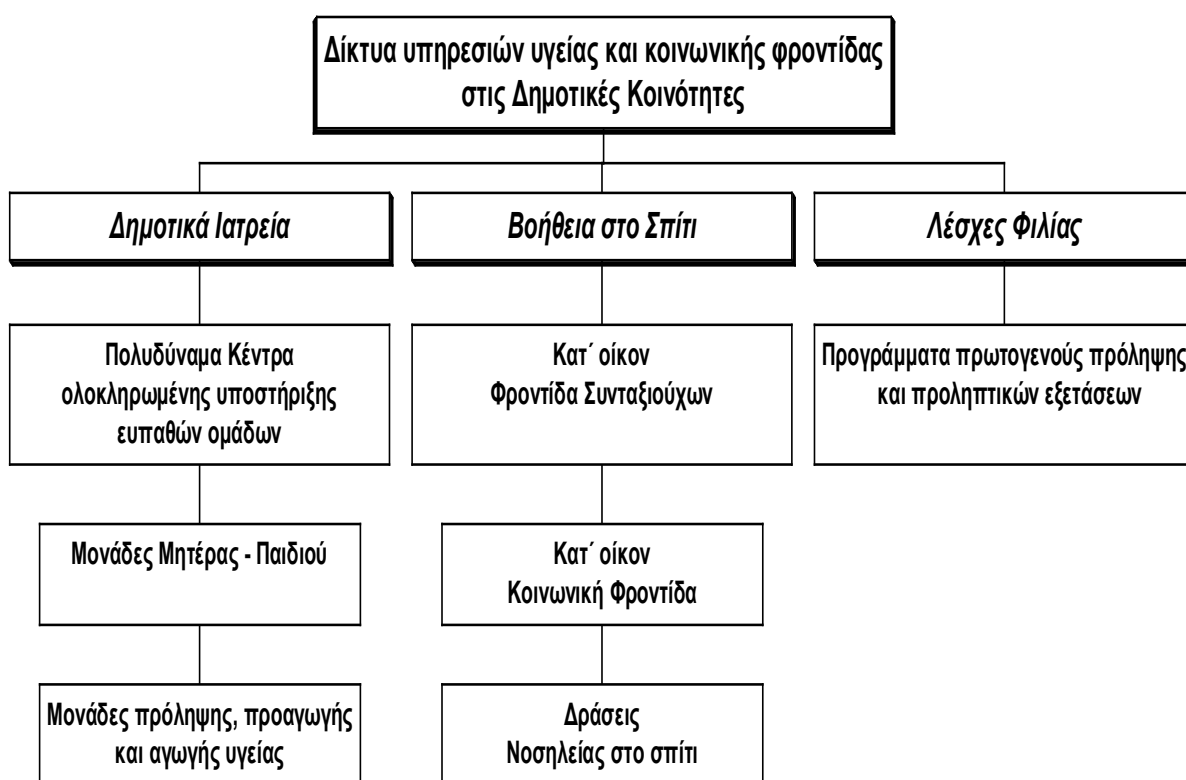 Δίκτυα υπηρεσιών υγείας και κοινωνικής φροντίδας
στις Δημοτικές Κοινότητες
Δημοτικά Ιατρεία
Βοήθεια στο Σπίτι
Λέσχες Φιλίας
Πολυδύναμα Κέντρα
ολοκληρωμένης υποστήριξης
ευπαθών ομάδων
Κατ΄ οίκον
Φροντίδα Συνταξιούχων
Προγράμματα πρωτογενούς πρόληψης
και προληπτικών εξετάσεων
Μονάδες Μητέρας - Παιδιού
Κατ΄ οίκον
Κοινωνική Φροντίδα
Μονάδες πρόληψης, προαγωγής
και αγωγής υγείας
Δράσεις
Νοσηλείας στο σπίτι